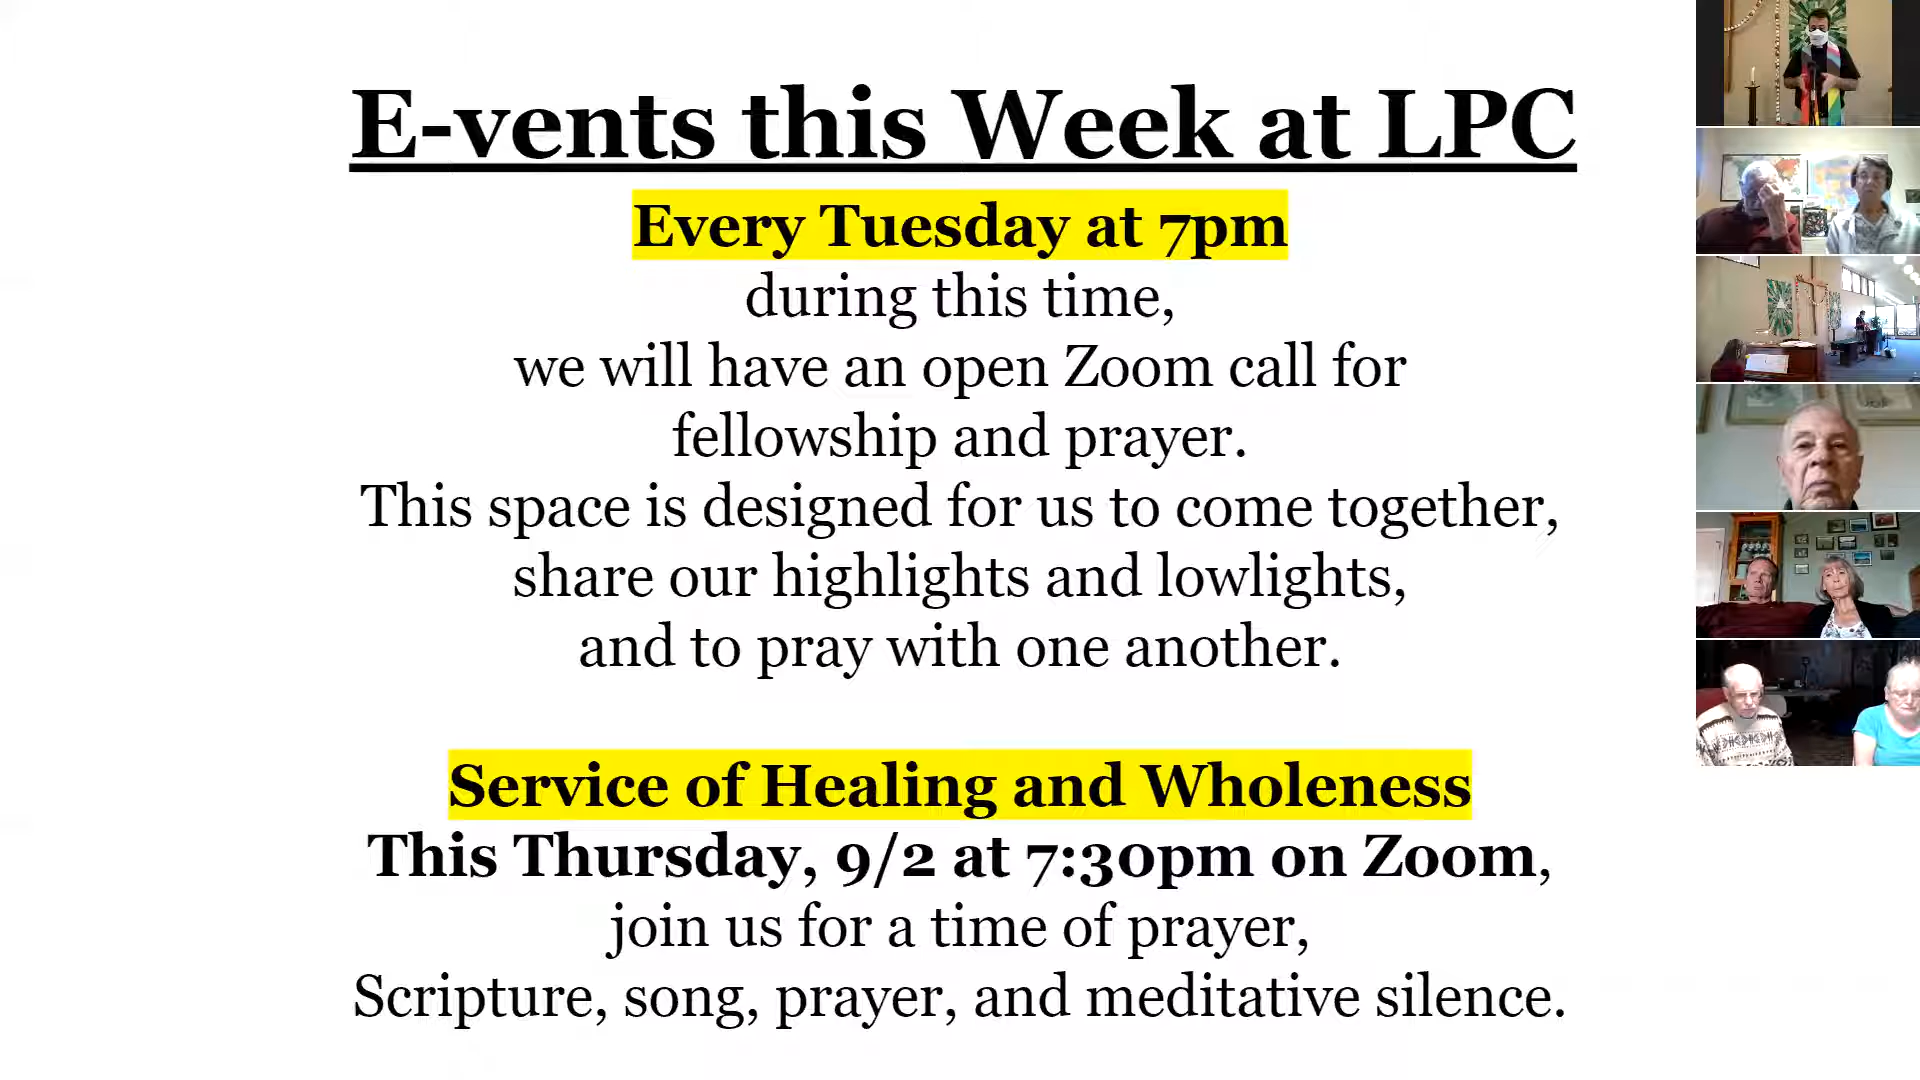 E-vents this Week at LPC
Every Tuesday at 7pm
during this time,
we will have an open Zoom call for
fellowship and prayer.
This space is designed for us to come together,
share our highlights and lowlights,
and to pray with one another.
Service of Healing and Wholeness
This Thursday, 9/2 at 7:30pm on Zoom,
join us for a time of prayer,
Scripture, song, prayer, and meditative silence.